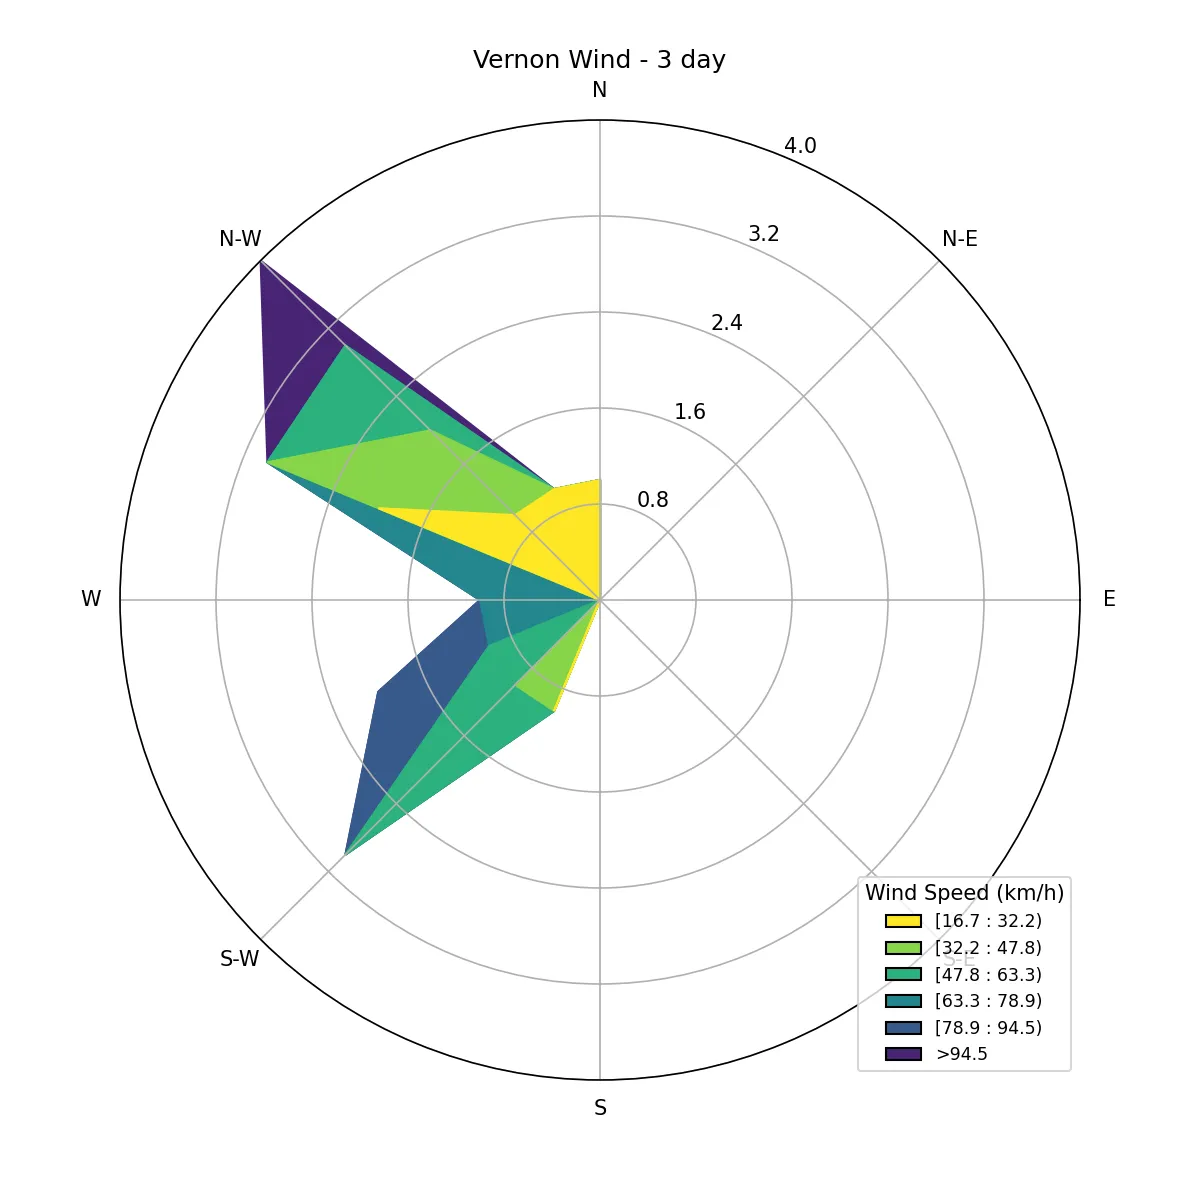 Vernon Wind - 3 day
N
4.0
N-W
N-E
3.2
2.4
1.6
0.8
W
E
Wind Speed (km/h)
[16.7 : 32.2)
[32.2 : 47.8)
S-W
S-E
[47.8 : 63.3)
[63.3 : 78.9)
[78.9 : 94.5)
>94.5
S